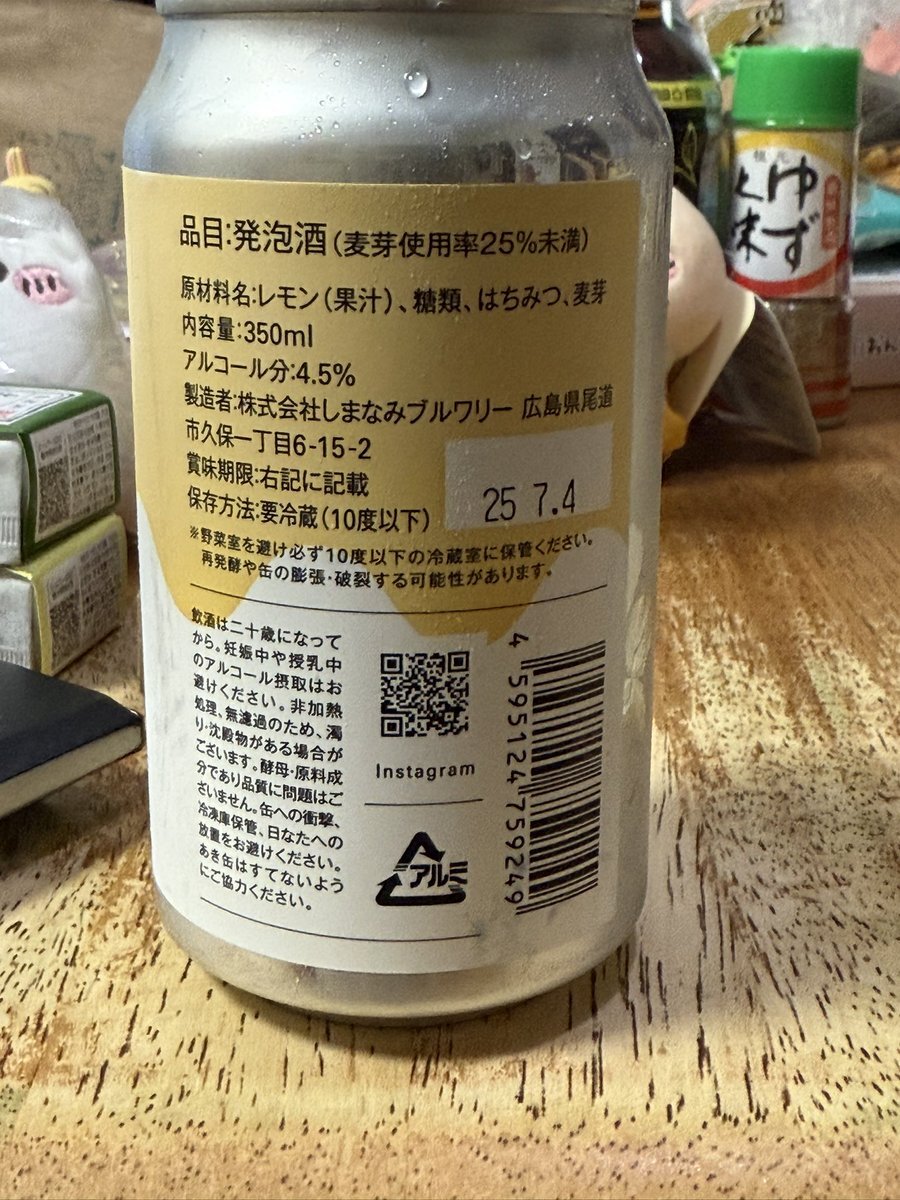 品目:発泡酒(麦芽使用率25%未満)
原材料名:レモン(果汁)、糖類、はちみつ、麦芽
内容量:350ml
アルコール分:4.5%
製造者:株式会社しまなみブルワリー 広島県尾道
市久保一丁目6-15-2
賞味期限:右記に記載
25 7.4
保存方法:要冷蔵(10度以下)
※野菜室を避け必ず10度以下の冷蔵室に保管ください。
再発酵や缶の膨張・破裂する可能性があります。
飲酒は二十歳になって
から。妊娠中や授乳中
のアルコール摂取はお
避けください。非加熱
処理、無濾過のため、濁
り・沈殿物がある場合が
ございます。酵母・原料成
分であり品質に問題はご
ざいません。缶への衝撃、
冷凍庫保管、日なたへの
放置をお避けください。
あき缶はすてないよう
にご協力ください。
Instagram
アルミ
4 595124 759249
ゆず
七味